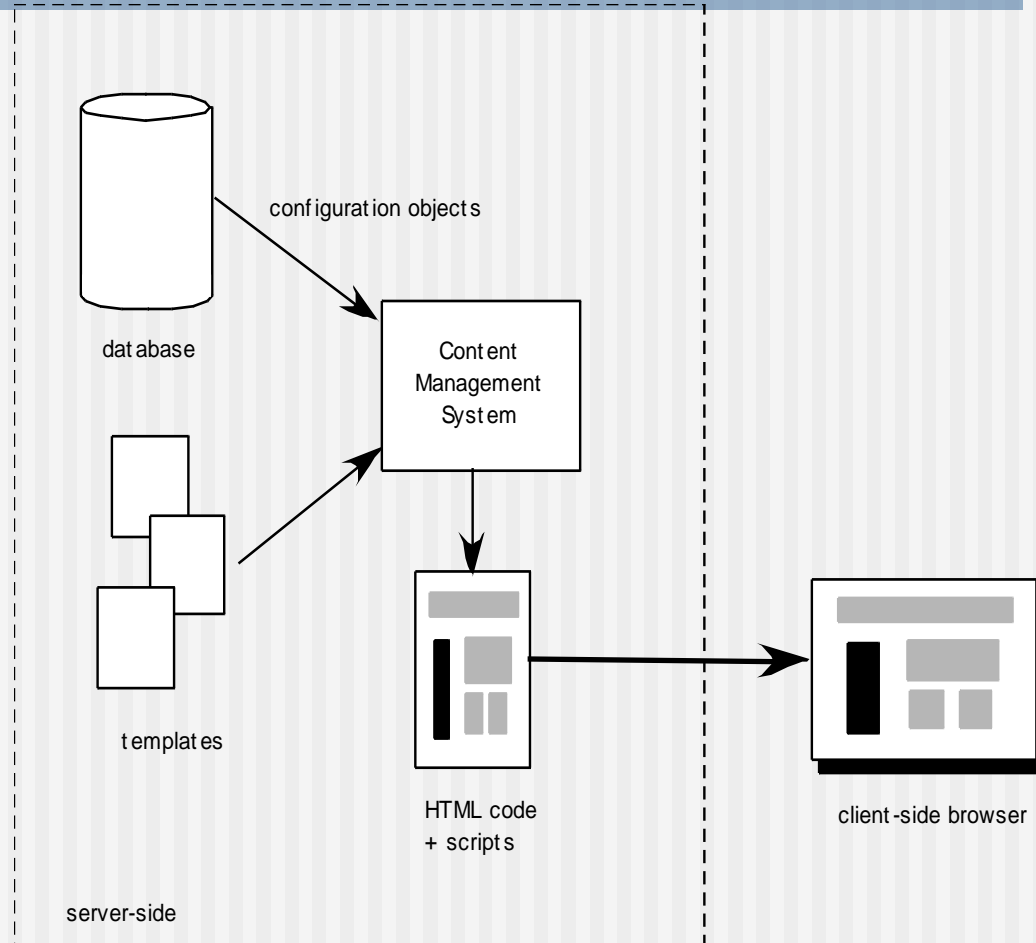 configuration objects
database
Content
Management
System
templates
HTML code
+ scripts
client-side browser
server-side